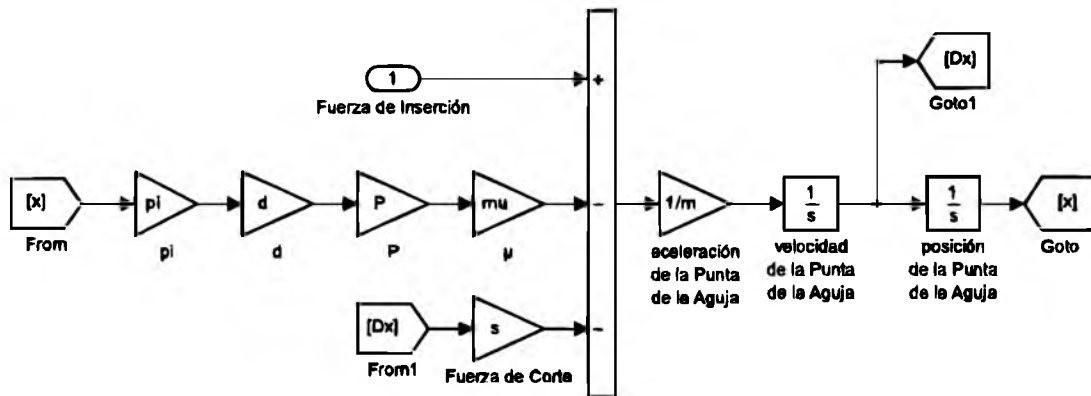 [Dx]
Goto1
1
Fuerza de Inserción
+
[x]
From
pi
pi
d
d
P
P
mu
μ
-
1/m
aceleración
de la Punta
de la Aguja
1
s
velocidad
de la Punta
de la Aguja
1
s
posición
de la Punta
de la Aguja
[x]
Goto
[Dx]
From1
s
Fuerza de Corte
-